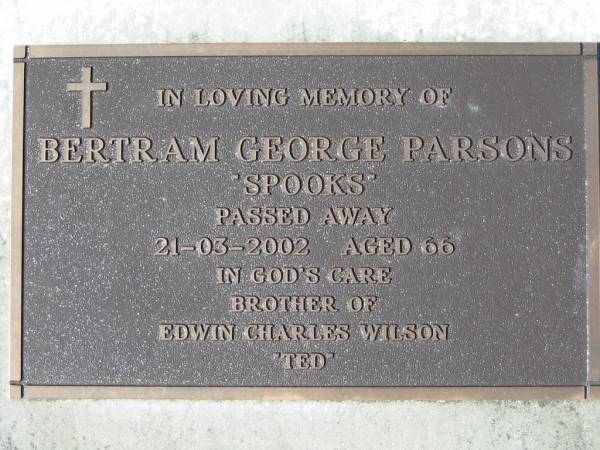 IN LOVING MEMORY OF
BERTRAM GEORGE PARSONS
"SPOOKS"
PASSED AWAY
21-03-2002 AGED 66
IN GOD'S CARE
BROTHER OF
EDWIN CHARLES WILSON
"TED"